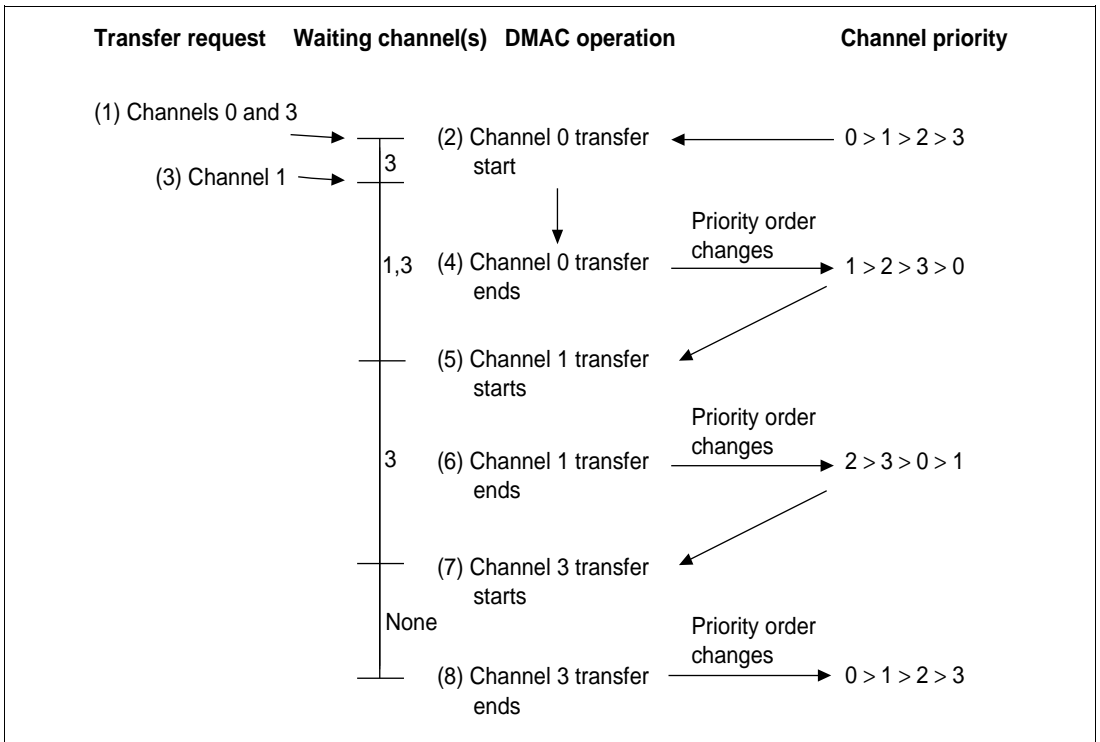 Transfer request Waiting channel(s) DMAC operation Channel priority
(1) Channels 0 and 3
(2) Channel 0 transfer
start
0 > 1 > 2 > 3
3
(3) Channel 1
Priority order
changes
1,3
(4) Channel 0 transfer
ends
1 > 2 > 3 > 0
(5) Channel 1 transfer
starts
Priority order
changes
3
(6) Channel 1 transfer
ends
2 > 3 > 0 > 1
(7) Channel 3 transfer
starts
None
Priority order
changes
(8) Channel 3 transfer
ends
0 > 1 > 2 > 3